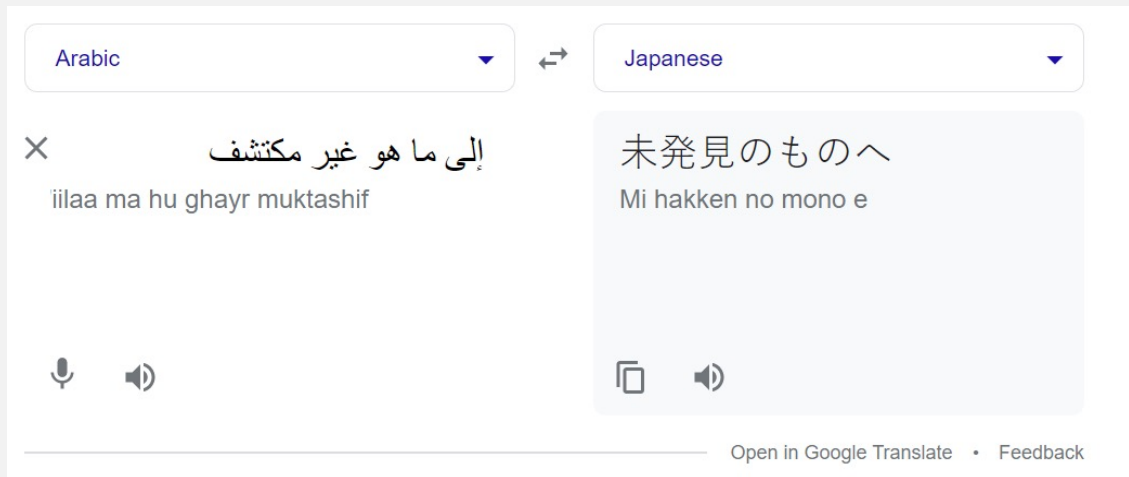 Arabic
Japanese
إلى ما هو غير مكتشف
未発見のものへ
'iilaa ma hu ghayr muktashif
Mi hakken no mono e
Open in Google Translate • Feedback